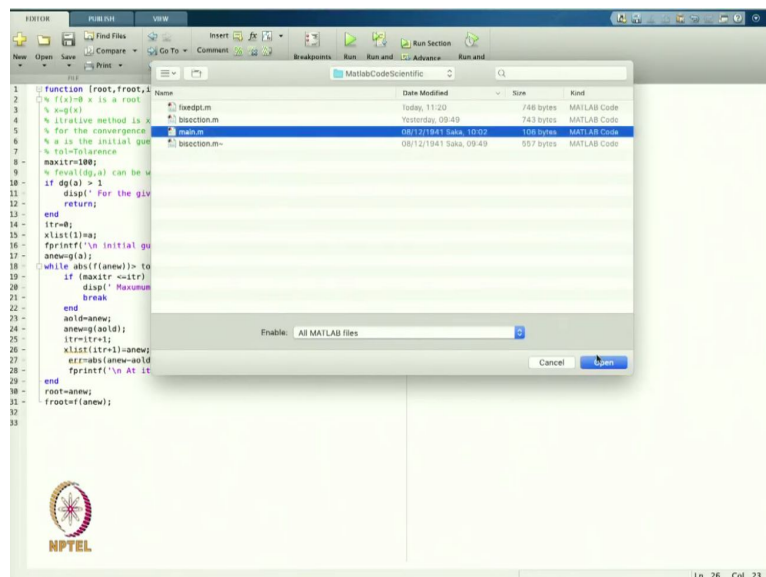 EDITOR PUBLISH VIEW
Find Files Insert fx
Compare Go To Comment Run Section
New Open Save Print Breakpoints Run Run and Advance Run and
FILE
MatlabCodeScientific
Name Date Modified Size Kind
fixedpt.m Today, 11:20 746 bytes MATLAB Code
bisection.m Yesterday, 09:49 743 bytes MATLAB Code
main.m 08/12/1941 Saka, 10:02 106 bytes MATLAB Code
bisection.m~ 08/12/1941 Saka, 09:49 557 bytes MATLAB Code
Enable: All MATLAB files
Cancel Open
1 function [root,froot,i
2 % f(x)=0 x is a root
3 % x=g(x)
4 % itrative method is x
5 % for the convergence
6 % a is the initial gue
7 % tol=Tolarence
8 - maxitr=100;
9 % feval(dg,a) can be w
10 - if dg(a) > 1
11 - disp(' For the giv
12 - return;
13 - end
14 - itr=0;
15 - xlist(1)=a;
16 - fprintf('\n initial gu
17 - anew=g(a);
18 - while abs(f(anew))> to
19 - if (maxitr <=itr)
20 - disp(' Maxumum
21 - break
22 - end
23 - aold=anew;
24 - anew=g(aold);
25 - itr=itr+1;
26 - xlist(itr+1)=anew;
27 - err=abs(anew-aold
28 - fprintf('\n At it
29 - end
30 - root=anew;
31 - froot=f(anew);
32
33
NPTEL
Ln 26 Col 23